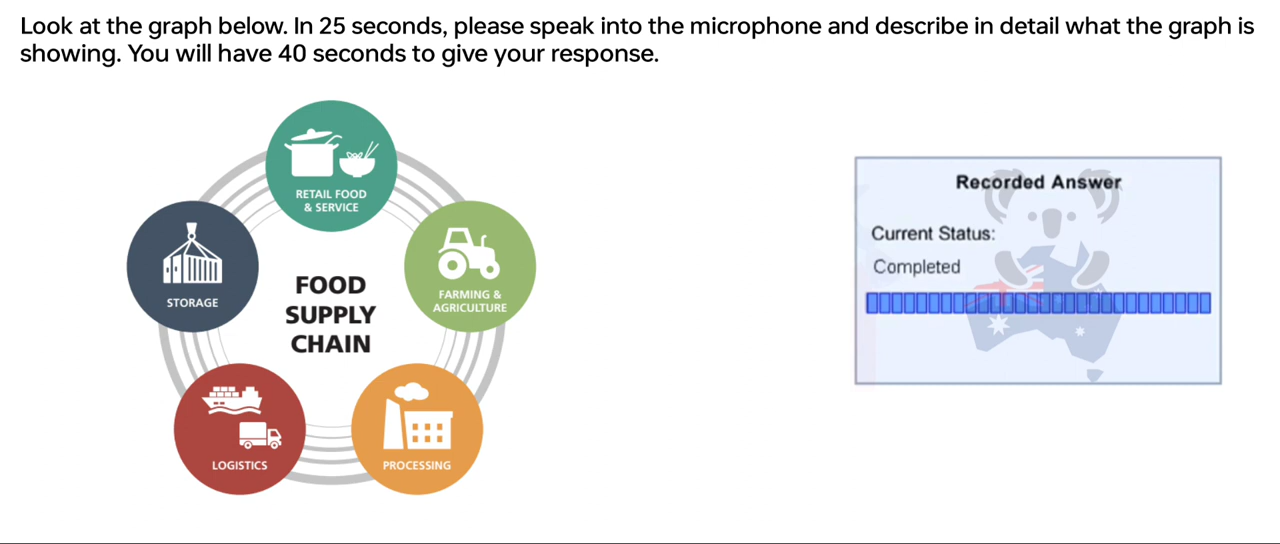 Look at the graph below. In 25 seconds, please speak into the microphone and describe in detail what the graph is
showing. You will have 40 seconds to give your response.
RETAIL FOOD
& SERVICE
STORAGE
FARMING &
AGRICULTURE
FOOD
SUPPLY
CHAIN
LOGISTICS
PROCESSING
Recorded Answer
Current Status:
Completed